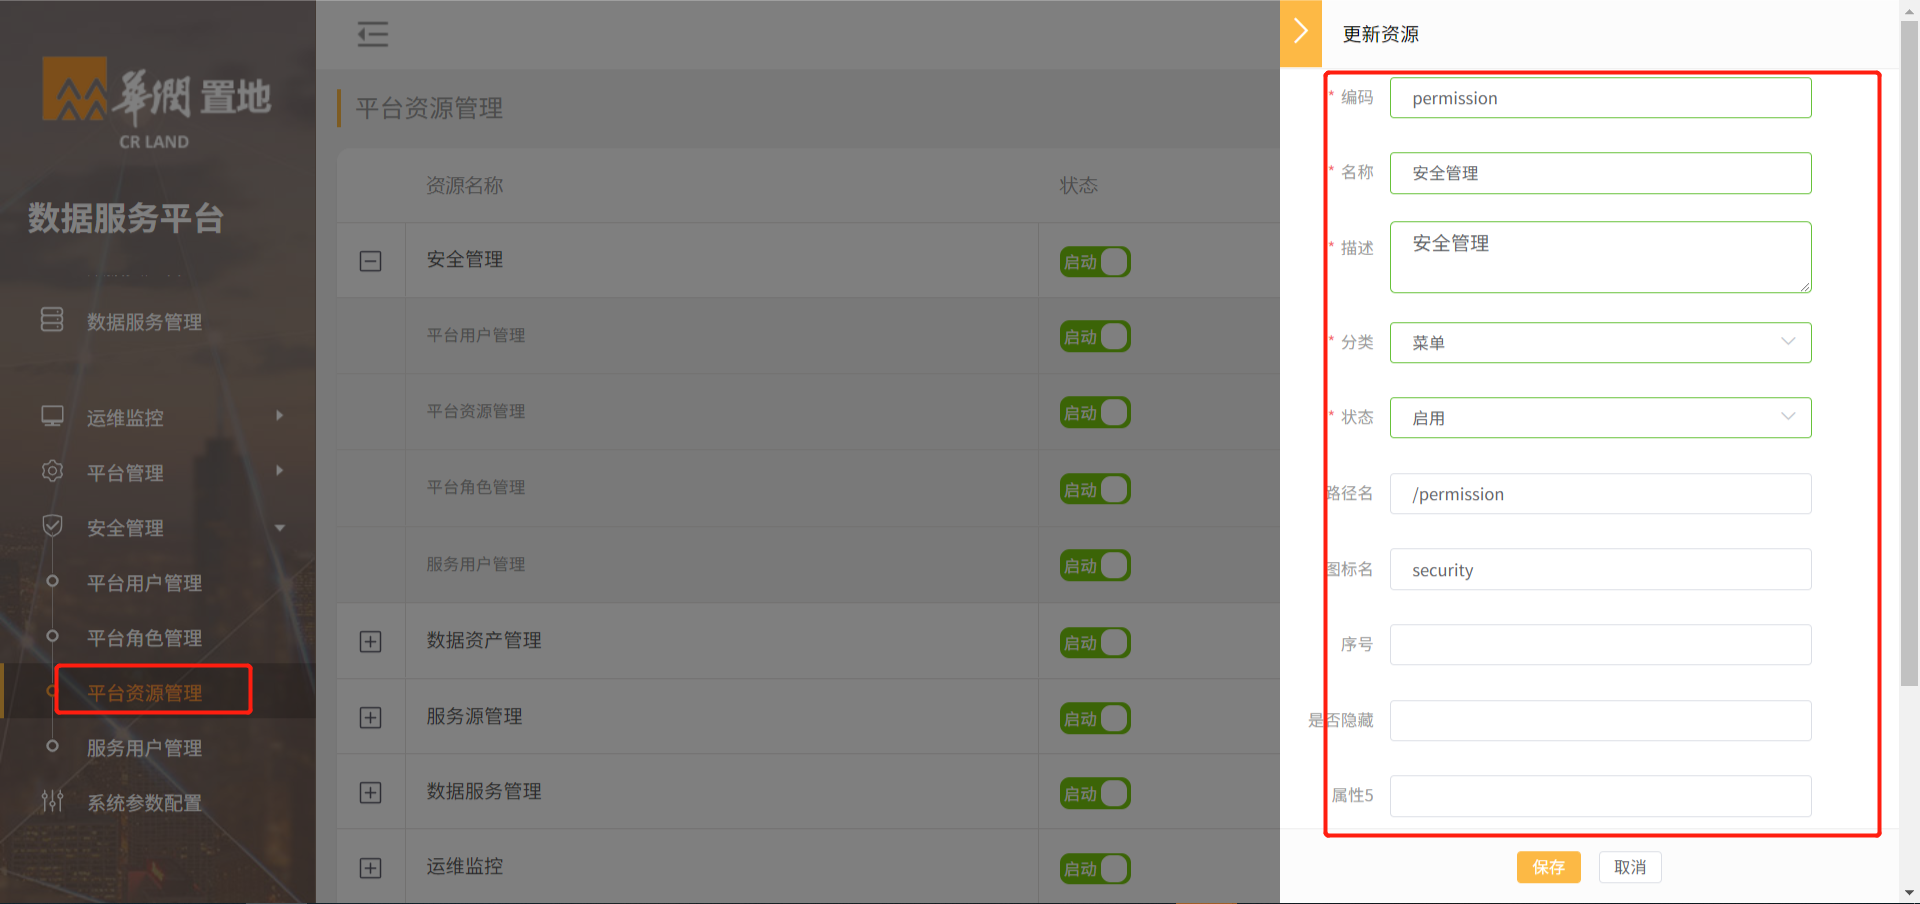 華潤置地
CR LAND
数据服务平台
数据服务管理
运维监控
平台管理
安全管理
平台用户管理
平台角色管理
平台资源管理
服务用户管理
系统参数配置
平台资源管理
资源名称
状态
安全管理
启动
平台用户管理
启动
平台资源管理
启动
平台角色管理
启动
服务用户管理
启动
数据资产管理
启动
服务源管理
启动
数据服务管理
启动
运维监控
启动
更新资源
* 编码
permission
* 名称
安全管理
* 描述
安全管理
* 分类
菜单
* 状态
启用
路径名
/permission
图标名
security
序号
是否隐藏
属性5
保存
取消